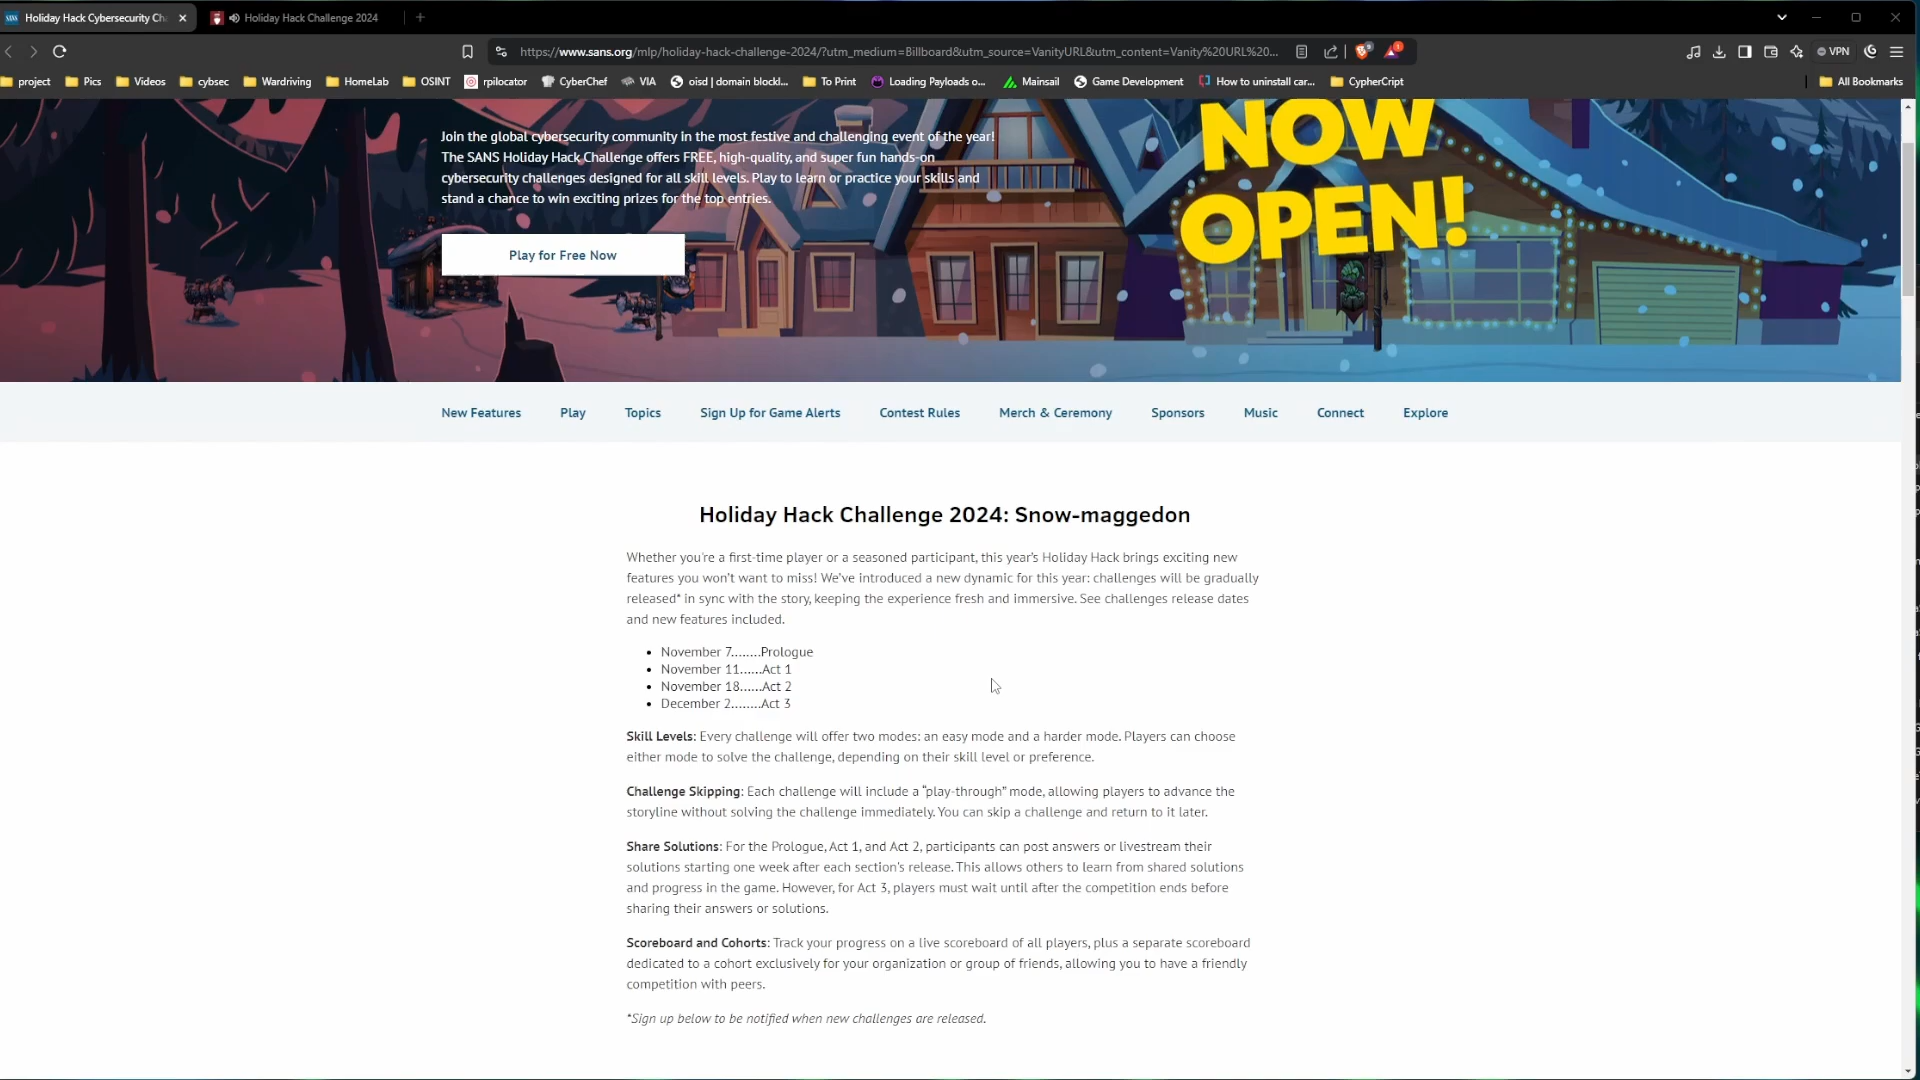 Holiday Hack Cybersecurity Ch
Holiday Hack Challenge 2024
https://www.sans.org/mlp/holiday-hack-challenge-2024/?utm_medium=Billboard&utm_source=VanityURL&utm_content=Vanity%20URL%20...
VPN
project
Pics
Videos
cybsec
Wardriving
HomeLab
OSINT
rpilocator
CyberChef
VIA
oisd | domain blockl...
To Print
Loading Payloads o...
Mainsail
Game Development
How to uninstall car...
CypherCript
All Bookmarks
Join the global cybersecurity community in the most festive and challenging event of the year!
The SANS Holiday Hack Challenge offers FREE, high-quality, and super fun hands-on
cybersecurity challenges designed for all skill levels. Play to learn or practice your skills and
stand a chance to win exciting prizes for the top entries.
Play for Free Now
NOW
OPEN!
New Features
Play
Topics
Sign Up for Game Alerts
Contest Rules
Merch & Ceremony
Sponsors
Music
Connect
Explore
Holiday Hack Challenge 2024: Snow-maggedon
Whether you're a first-time player or a seasoned participant, this year's Holiday Hack brings exciting new
features you won't want to miss! We've introduced a new dynamic for this year: challenges will be gradually
released* in sync with the story, keeping the experience fresh and immersive. See challenges release dates
and new features included.
• November 7........Prologue
• November 11......Act 1
• November 18......Act 2
• December 2........Act 3
Skill Levels: Every challenge will offer two modes: an easy mode and a harder mode. Players can choose
either mode to solve the challenge, depending on their skill level or preference.
Challenge Skipping: Each challenge will include a “play-through” mode, allowing players to advance the
storyline without solving the challenge immediately. You can skip a challenge and return to it later.
Share Solutions: For the Prologue, Act 1, and Act 2, participants can post answers or livestream their
solutions starting one week after each section's release. This allows others to learn from shared solutions
and progress in the game. However, for Act 3, players must wait until after the competition ends before
sharing their answers or solutions.
Scoreboard and Cohorts: Track your progress on a live scoreboard of all players, plus a separate scoreboard
dedicated to a cohort exclusively for your organization or group of friends, allowing you to have a friendly
competition with peers.
*Sign up below to be notified when new challenges are released.